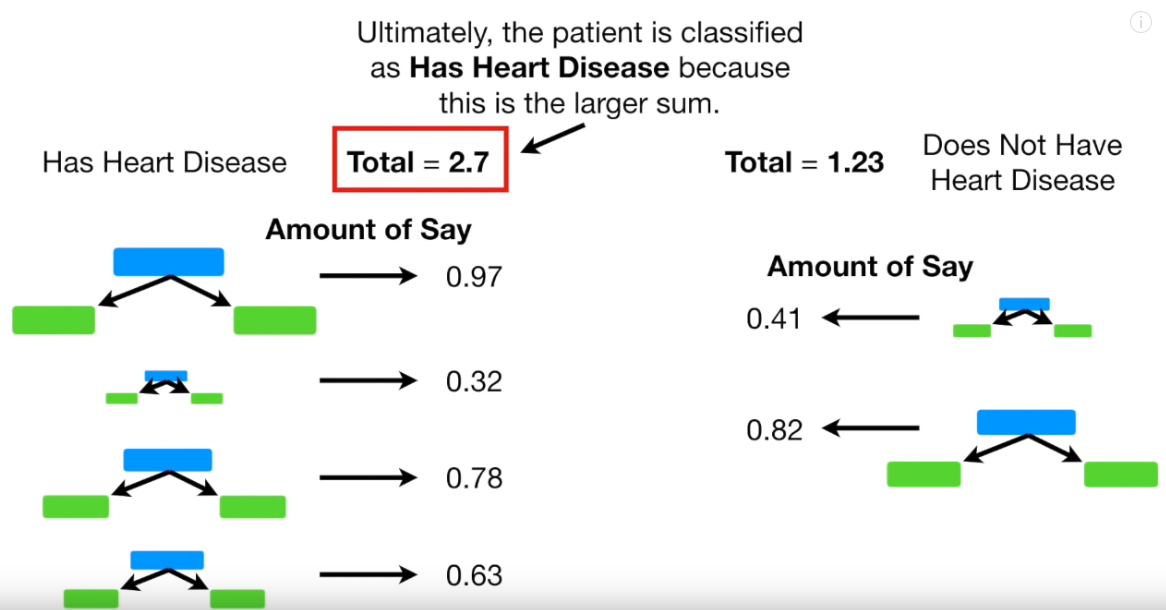 Ultimately, the patient is classified
as Has Heart Disease because
this is the larger sum.
Has Heart Disease
Total = 2.7
Total = 1.23
Does Not Have
Heart Disease
Amount of Say
0.97
0.32
0.78
0.63
Amount of Say
0.41
0.82